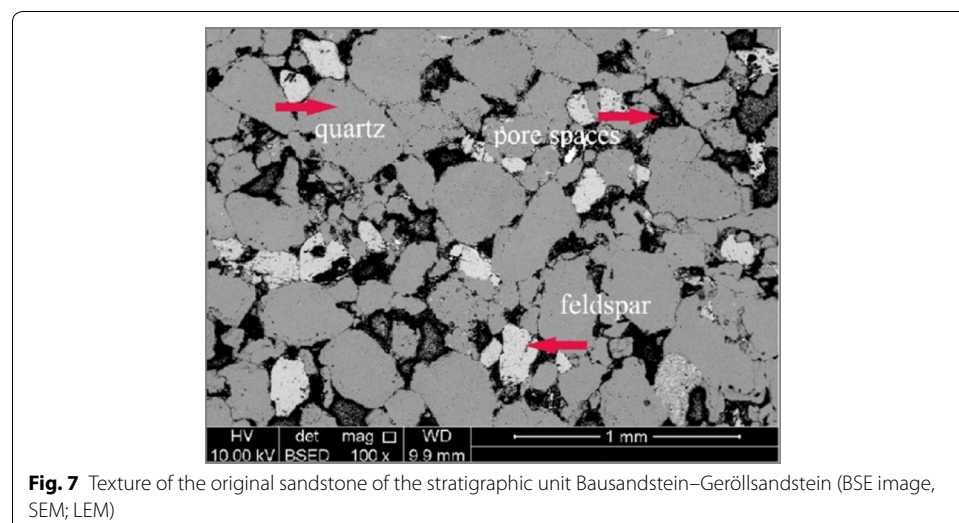 quartz
pore spaces
feldspar
HV det mag □ WD 1 mm
10.00 kV BSED 100 x 9.9 mm
Fig. 7 Texture of the original sandstone of the stratigraphic unit Bausandstein–Geröllsandstein (BSE image,
SEM; LEM)